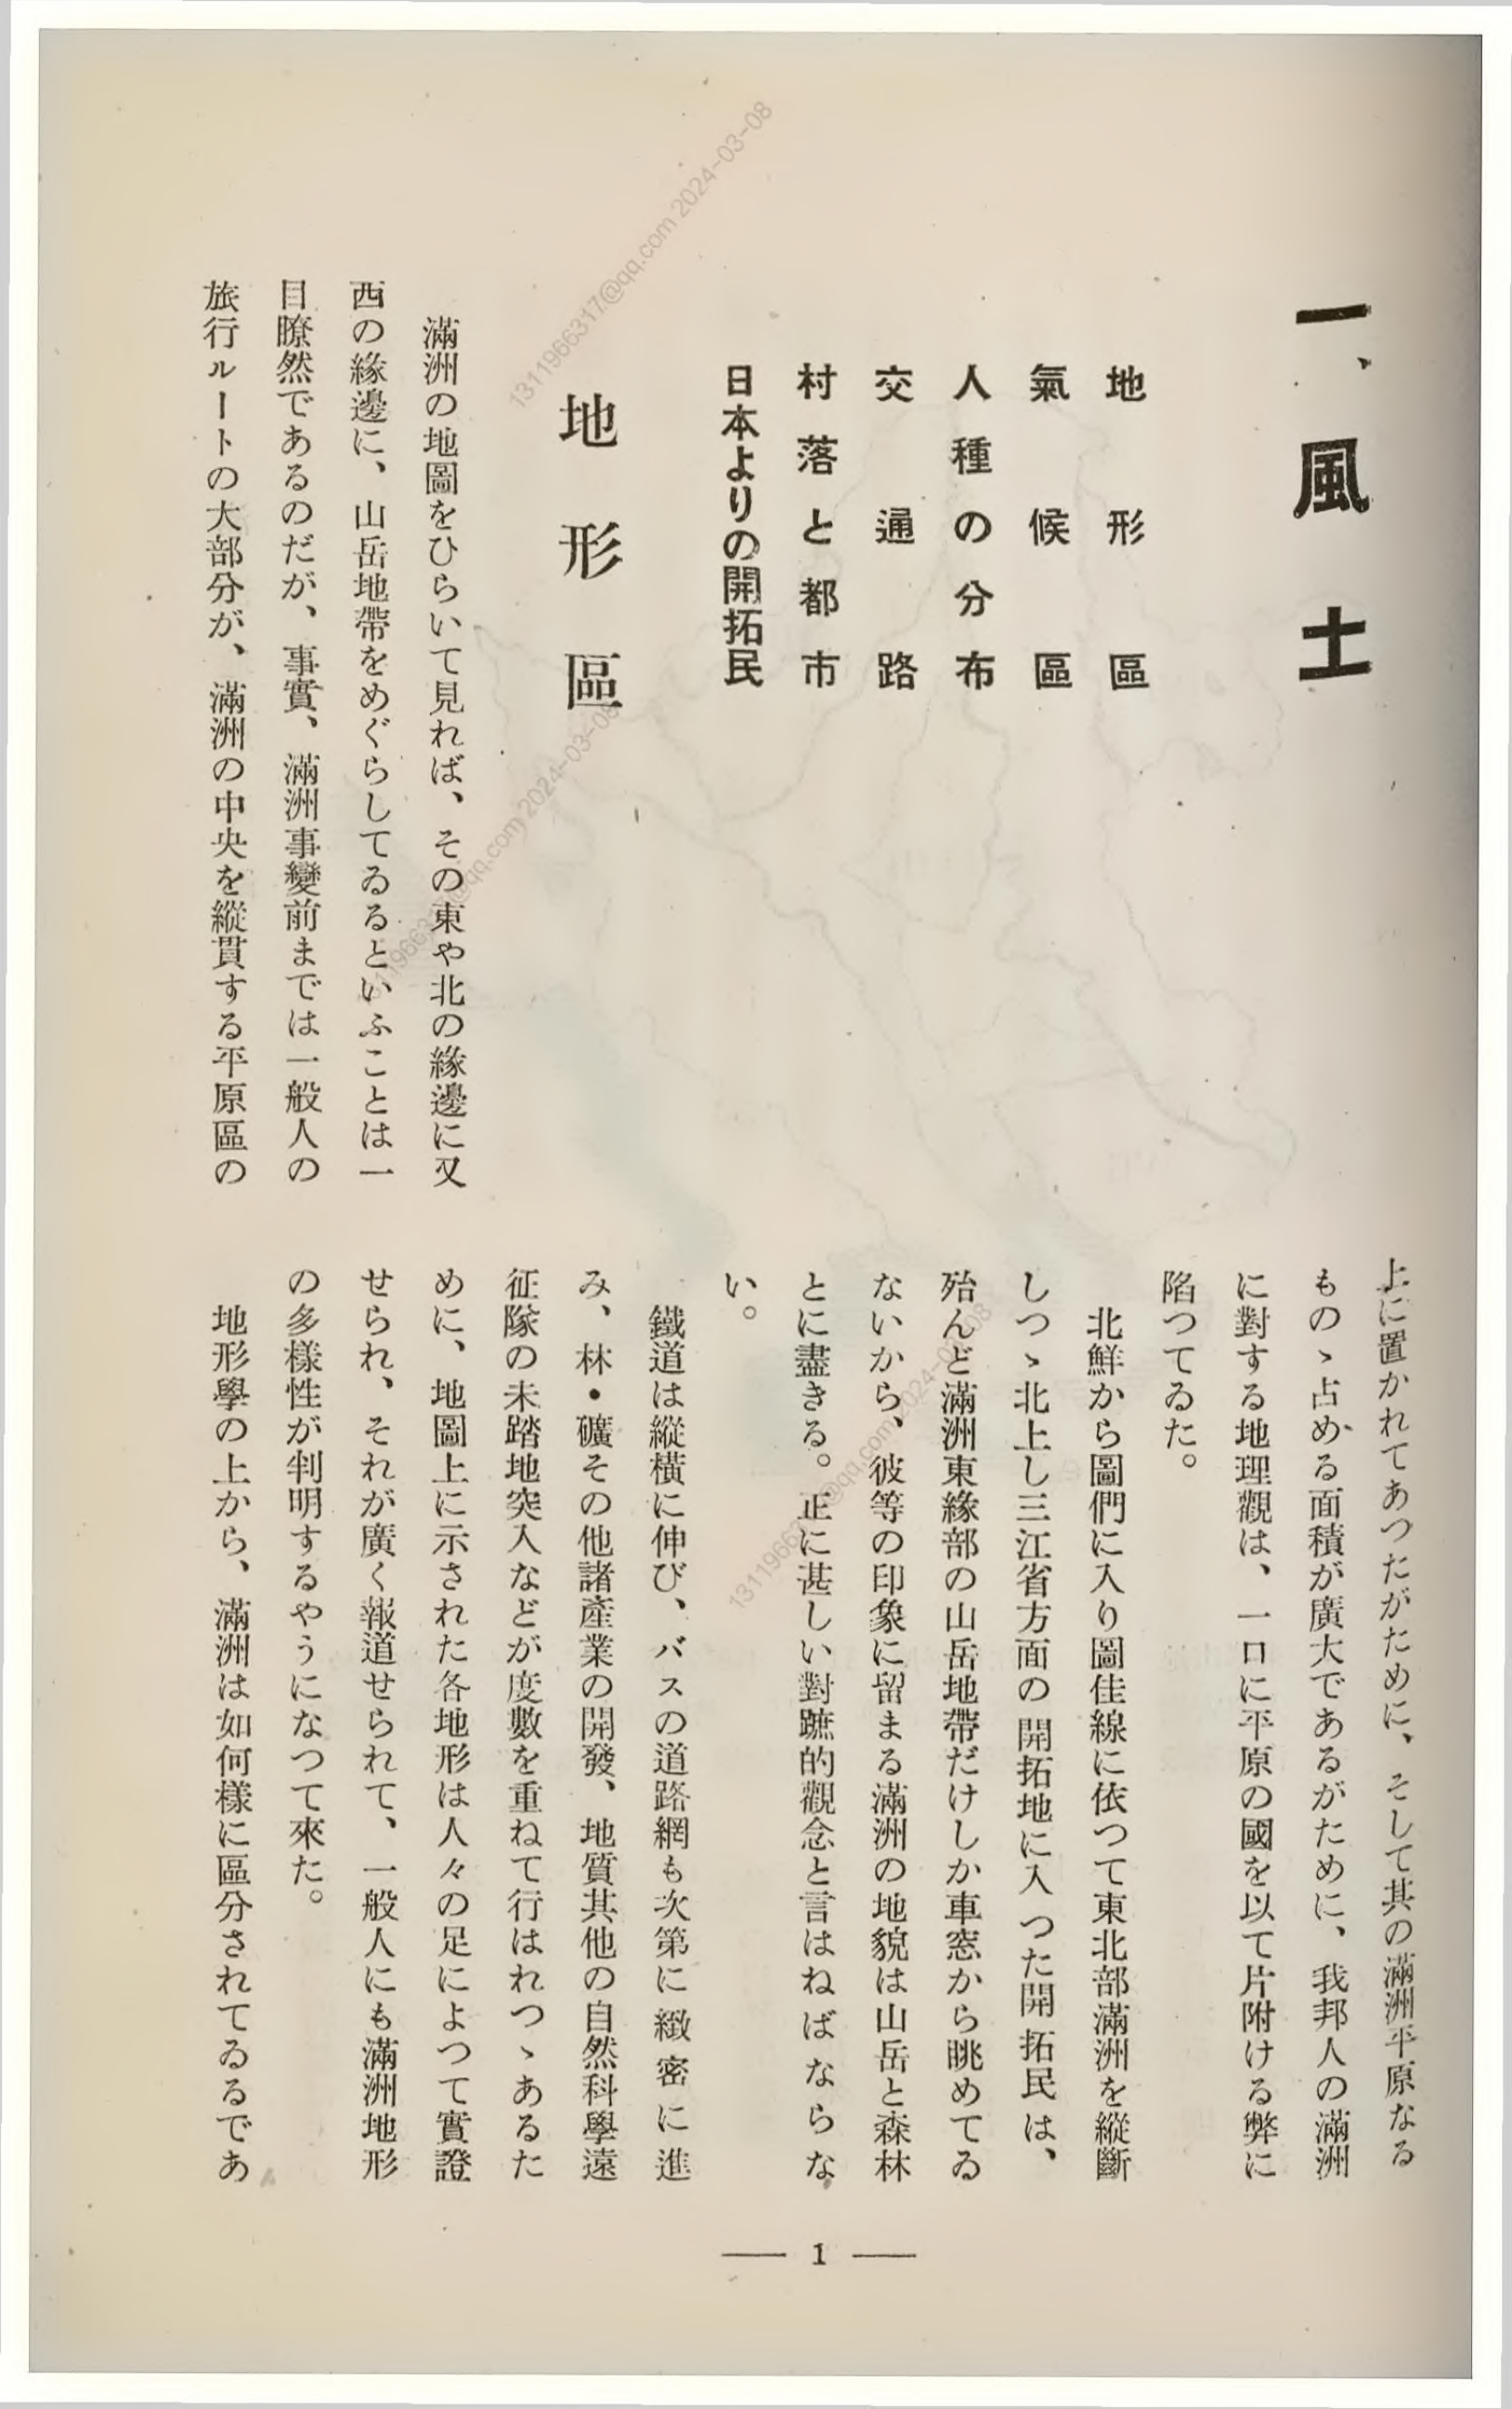 一、風土
地形區
氣候區
人種の分布
交通路
村落と都市
日本よりの開拓民
地形區
滿洲の地圖をひらいて見れば、その東や北の緣邊に又
西の緣邊に、山岳地帶をめぐらしてゐるといふことは一
目瞭然であるのだが、事實、滿洲事變前までは一般人の
旅行ルートの大部分が、滿洲の中央を縱貫する平原區の
上に置かれてあつたがために、そして其の滿洲平原なる
ものゝ占める面積が廣大であるがために、我邦人の滿洲
に對する地理觀は、一口に平原の國を以て片附ける弊に
陷つてゐた。
北鮮から圖們に入り圖佳線に依つて東北部滿洲を縱斷
しつゝ北上し三江省方面の開拓地に入つた開拓民は、
殆んど滿洲東緣部の山岳地帶だけしか車窓から眺めてゐ
ないから、彼等の印象に留まる滿洲の地貌は山岳と森林
とに盡きる。正に甚しい對蹠的觀念と言はねばならな
い。
鐵道は縱橫に伸び、バスの道路網も次第に緻密に進
み、林・礦その他諸產業の開發、地質其他の自然科學遠
征隊の未踏地突入などが度數を重ねて行はれつゝあるた
めに、地圖上に示された各地形は人々の足によつて實證
せられ、それが廣く報道せられて、一般人にも滿洲地形
の多樣性が判明するやうになつて來た。
地形學の上から、滿洲は如何樣に區分されてゐるであ
— 1 —
1311966317@qq.com 2024-03-08
1311966317@qq.com 2024-03-08
1311966317@qq.com 2024-03-08